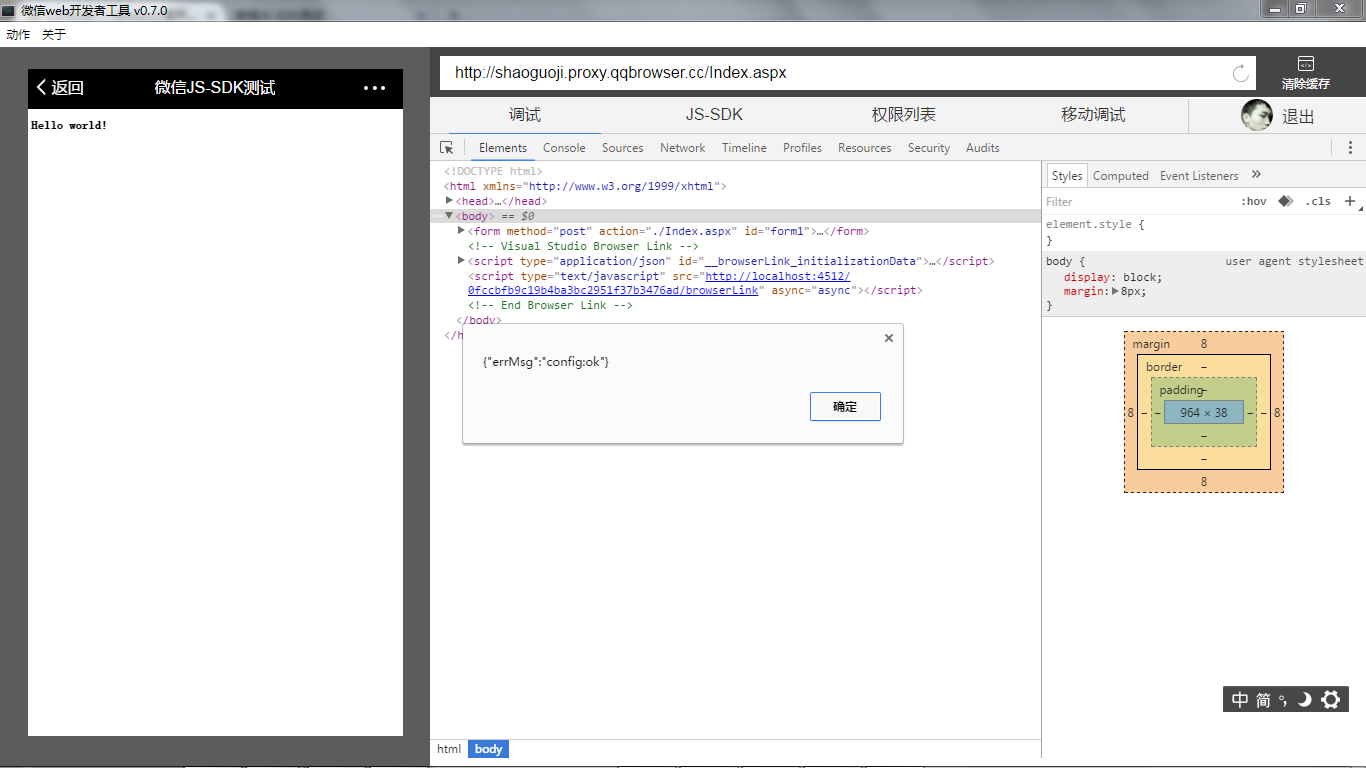 微信web开发者工具 v0.7.0
动作 关于
返回 微信JS-SDK测试
Hello world!
http://shaoguoji.proxy.qqbrowser.cc/Index.aspx
清除缓存
调试 JS-SDK 权限列表 移动调试 退出
Elements Console Sources Network Timeline Profiles Resources Security Audits
<!DOCTYPE html>
<html xmlns="http://www.w3.org/1999/xhtml">
<head>…</head>
<body> == $0
<form method="post" action="./Index.aspx" id="form1">…</form>
<!-- Visual Studio Browser Link -->
<script type="application/json" id="__browserLink_initializationData">…</script>
<script type="text/javascript" src="http://localhost:4512/
0fccbfb9c19b4ba3bc2951f37b3476ad/browserLink" async="async"></script>
<!-- End Browser Link -->
</body>
</h
{"errMsg":"config:ok"}
确定
html body
Styles Computed Event Listeners »
Filter :hov .cls +
element.style {
}
body { user agent stylesheet
display: block;
margin: 8px;
}
margin 8
border –
padding –
8 – – 964 × 38 – – 8
–
–
8
中 简 °,